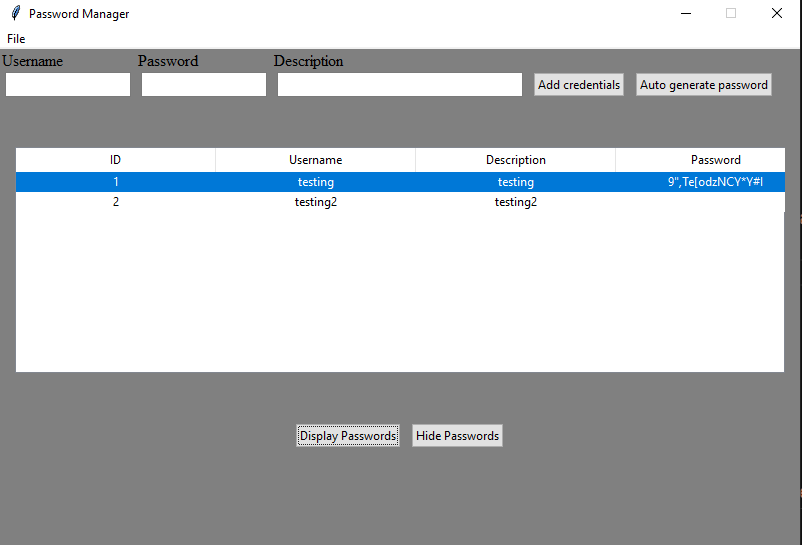 Password Manager
File
Username Password Description
Add credentials Auto generate password
ID Username Description Password
1 testing testing 9",Te[odzNCY*Y#I
2 testing2 testing2
Display Passwords Hide Passwords